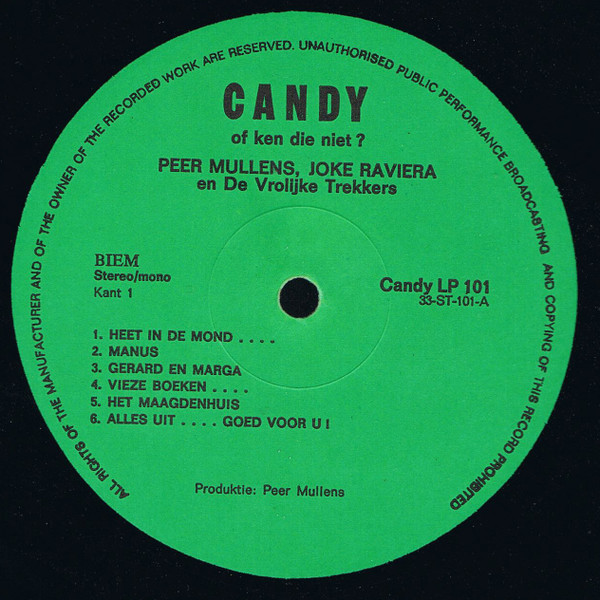 ALL RIGHTS OF THE MANUFACTURER AND OF THE OWNER OF THE RECORDED WORK ARE RESERVED. UNAUTHORISED PUBLIC PERFORMANCE BROADCASTING AND COPYING OF THIS RECORD PROHIBITED
CANDY
of ken die niet?
PEER MULLENS, JOKE RAVIERA
en De Vrolijke Trekkers
BIEM
Stereo/mono
Kant 1
Candy LP 101
33-ST-101-A
1. HEET IN DE MOND . . . .
2. MANUS
3. GERARD EN MARGA
4. VIEZE BOEKEN . . . .
5. HET MAAGDENHUIS
6. ALLES UIT . . . . GOED VOOR U!
Produktie: Peer Mullens